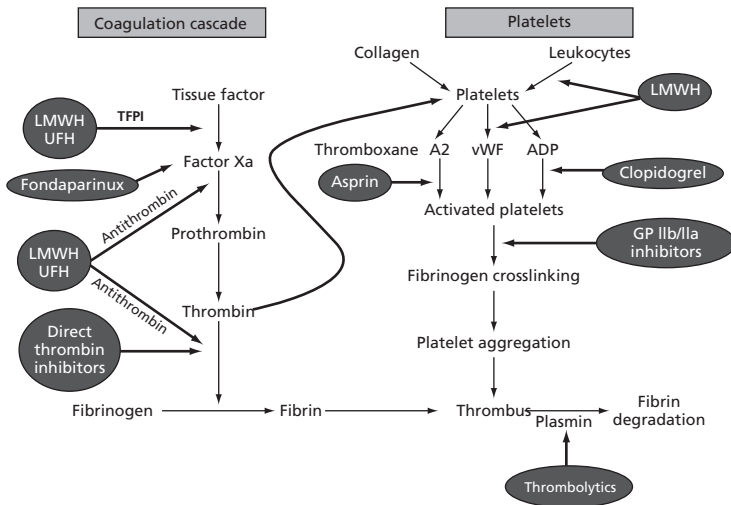 Coagulation cascade
Platelets
Collagen
Leukocytes
Tissue factor
Platelets
LMWH
LMWH
UFH
TFPI
Thromboxane A2
vWF
ADP
Factor Xa
Fondaparinux
Asprin
Clopidogrel
Antithrombin
Activated platelets
Prothrombin
GP llb/lla
inhibitors
LMWH
UFH
Fibrinogen crosslinking
Antithrombin
Thrombin
Direct
thrombin
inhibitors
Platelet aggregation
Fibrinogen
Fibrin
Thrombus
Plasmin
Fibrin
degradation
Thrombolytics